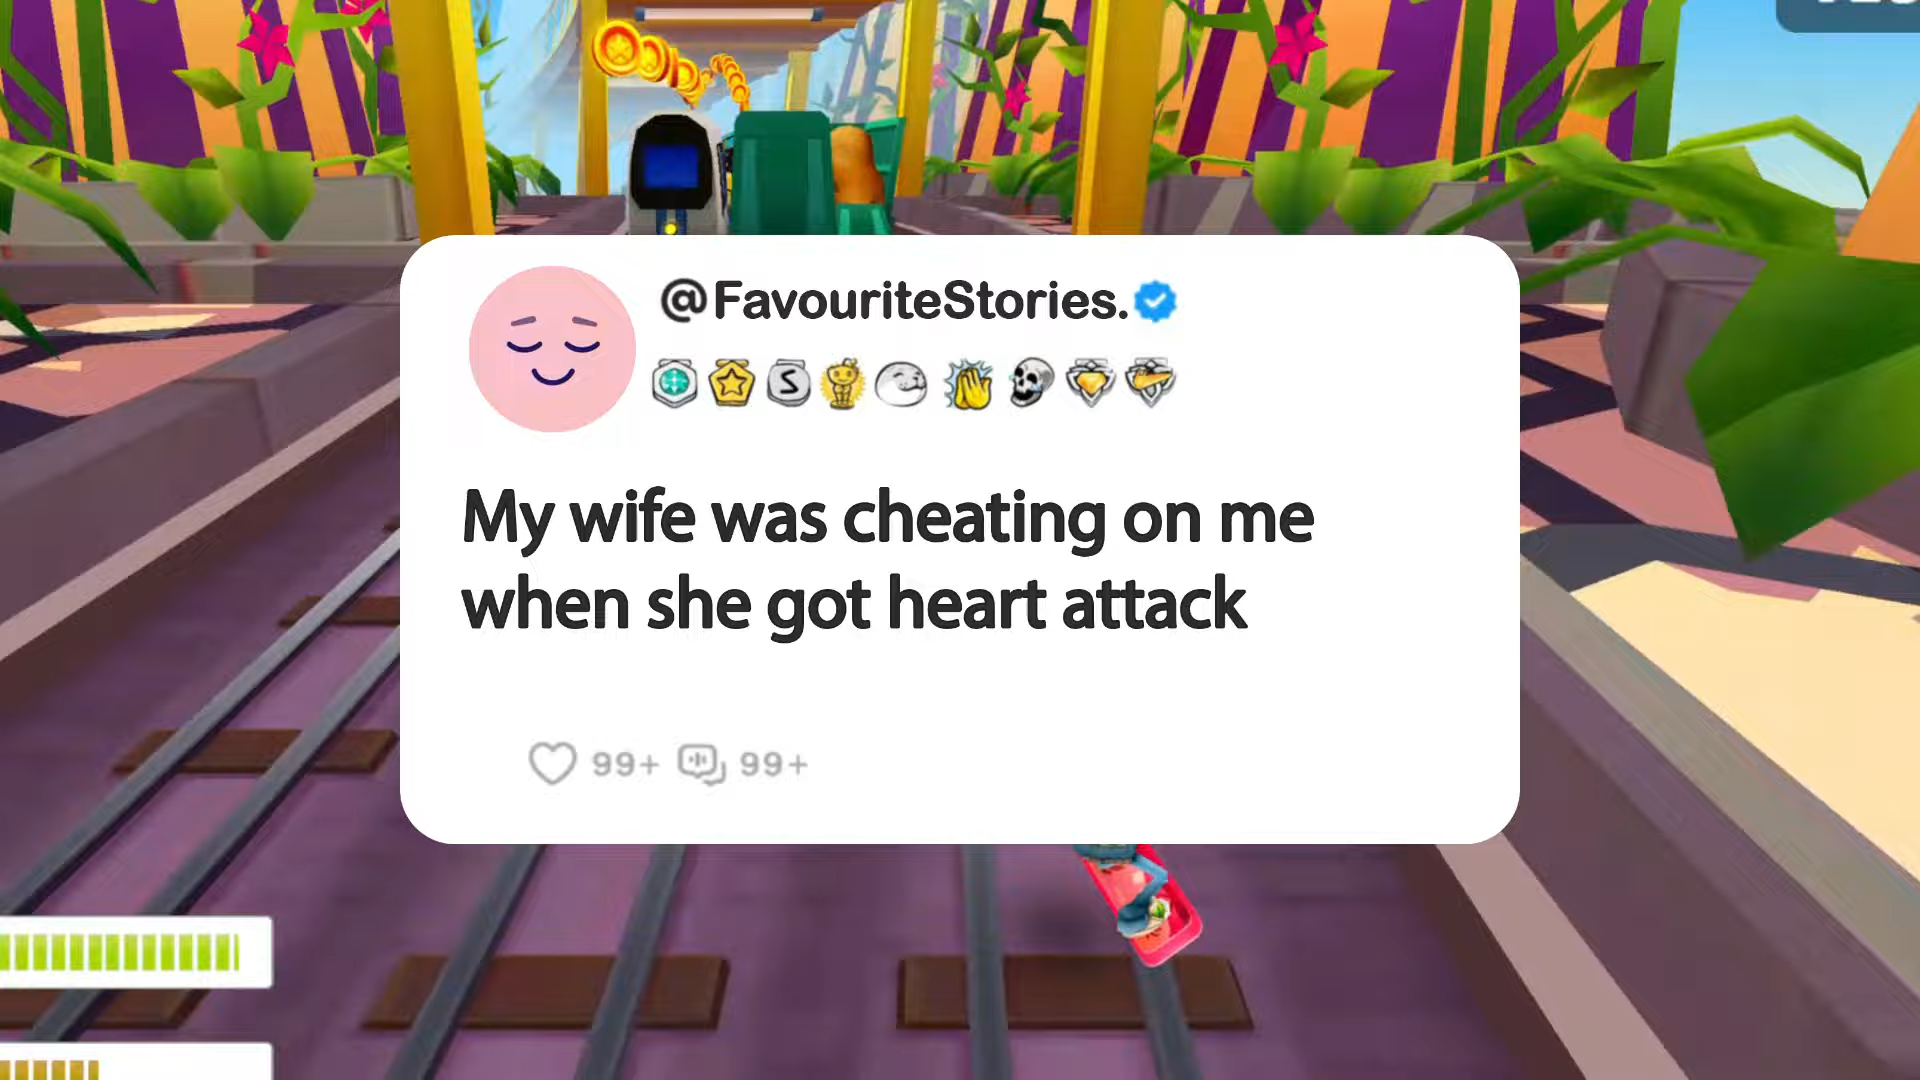 @FavouriteStories.
S
My wife was cheating on me
when she got heart attack
99+ 99+